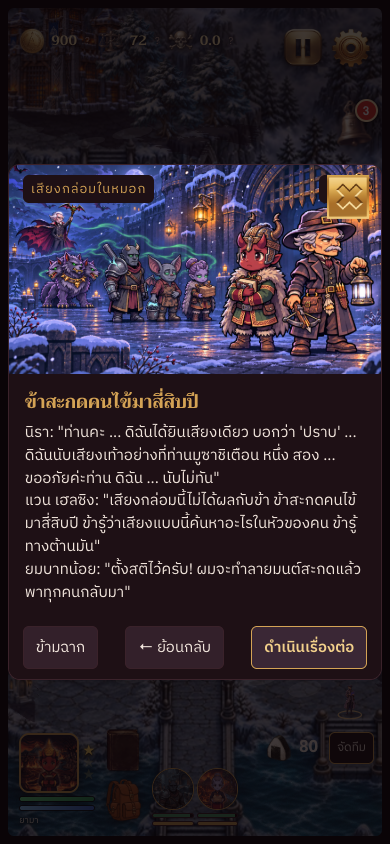 900
72
0.0
3
เสียงกล่อมในหมอก
ข้าสะกดคนไข้มาสี่สิบปี
นิรา: "ท่านคะ ... ดิฉันได้ยินเสียงเดียว บอกว่า 'ปราบ' ...
ดิฉันนับเสียงเท้าอย่างที่ท่านมูซาชิเตือน หนึ่ง สอง ...
ขออภัยค่ะท่าน ดิฉัน ... นับไม่ทัน"
แวน เฮลซิง: "เสียงกล่อมนี้ไม่ได้ผลกับข้า ข้าสะกดคนไข้
มาสี่สิบปี ข้ารู้ว่าเสียงแบบนี้ค้นหาอะไรในหัวของคน ข้ารู้
ทางต้านมัน"
ยมบาทน้อย: "ตั้งสติไว้ครับ! ผมจะทำลายมนต์สะกดแล้ว
พาทุกคนกลับมา"
ข้ามฉาก
← ย้อนกลับ
ดำเนินเรื่องต่อ
80
จัดทีม